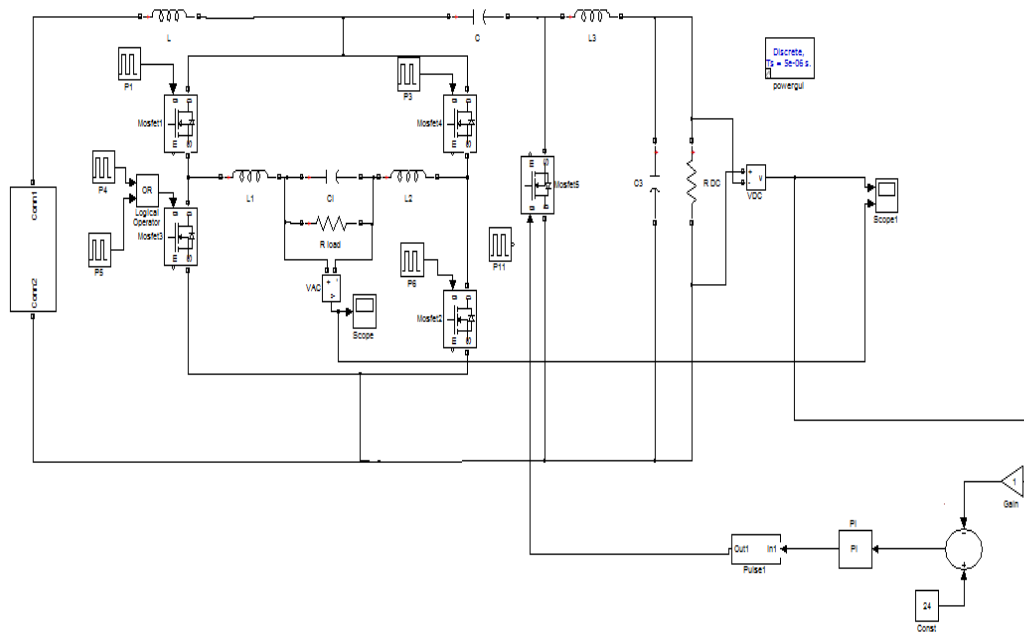 L
C
L3
Discrete,
Ts = 5e-06 s.
powergui
P1
P3
Mosfet1
Mosfet4
P4
OR
Logical
Operator
Mosfet3
P5
L1
Cl
L2
R load
Mosfet5
C3
R DC
VDC
Scope1
Conn1
Conn2
P6
P11
VAC
Scope
Mosfet2
1
Gain
PI
PI
Out1
In1
Pulse1
24
Const